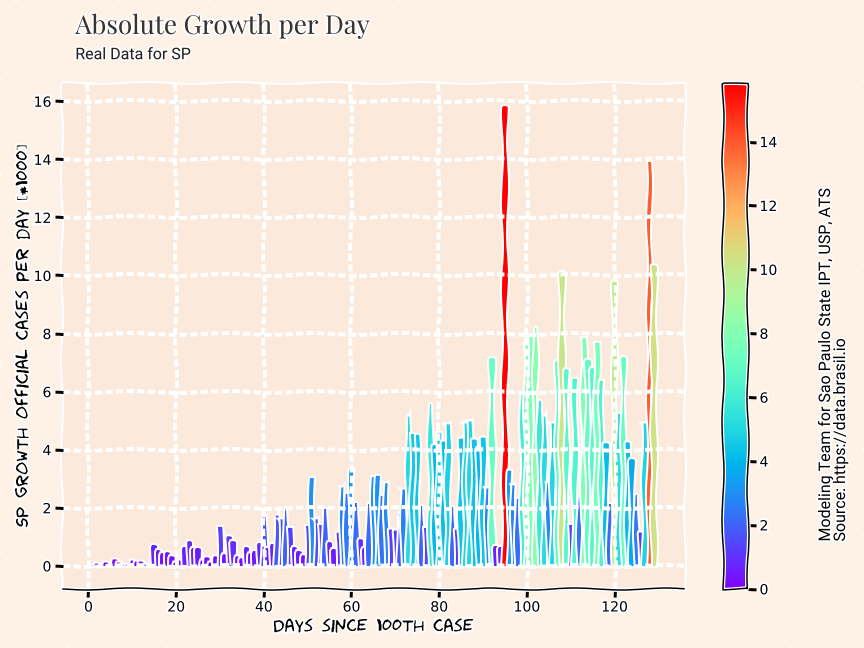 Absolute Growth per Day
Real Data for SP
SP GROWTH OFFICIAL CASES PER DAY [*1000]
16
14
12
10
8
6
4
2
0
0 20 40 60 80 100 120
DAYS SINCE 100TH CASE
14
12
10
8
6
4
2
0
Modeling Team for Sao Paulo State IPT, USP, ATS
Source: https://data.brasil.io